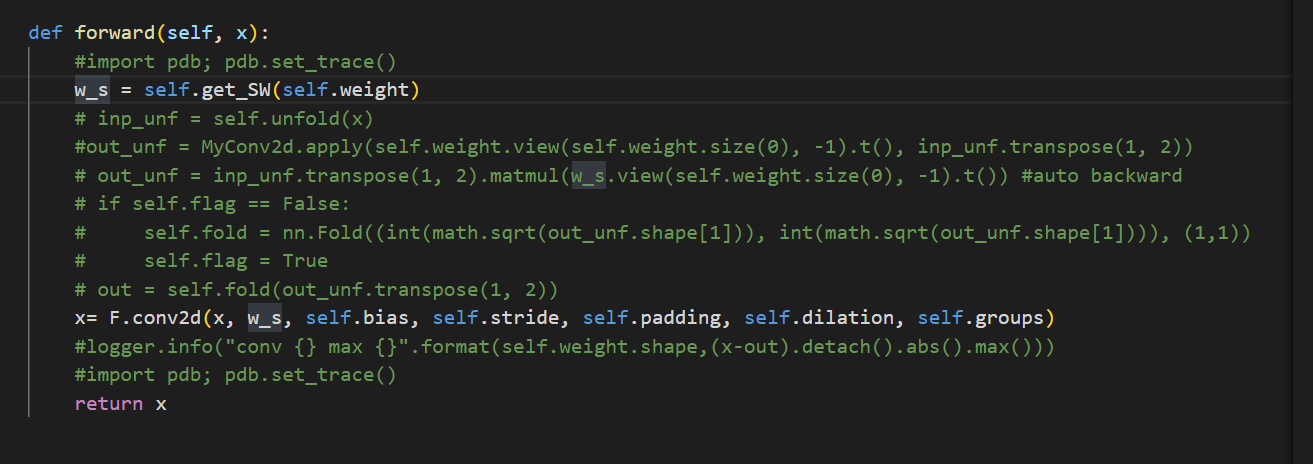 def forward(self, x):
#import pdb; pdb.set_trace()
w_s = self.get_SW(self.weight)
# inp_unf = self.unfold(x)
#out_unf = MyConv2d.apply(self.weight.view(self.weight.size(0), -1).t(), inp_unf.transpose(1, 2))
# out_unf = inp_unf.transpose(1, 2).matmul(w_s.view(self.weight.size(0), -1).t()) #auto backward
# if self.flag == False:
#     self.fold = nn.Fold((int(math.sqrt(out_unf.shape[1])), int(math.sqrt(out_unf.shape[1]))), (1,1))
#     self.flag = True
# out = self.fold(out_unf.transpose(1, 2))
x= F.conv2d(x, w_s, self.bias, self.stride, self.padding, self.dilation, self.groups)
#logger.info("conv {} max {}".format(self.weight.shape,(x-out).detach().abs().max()))
#import pdb; pdb.set_trace()
return x